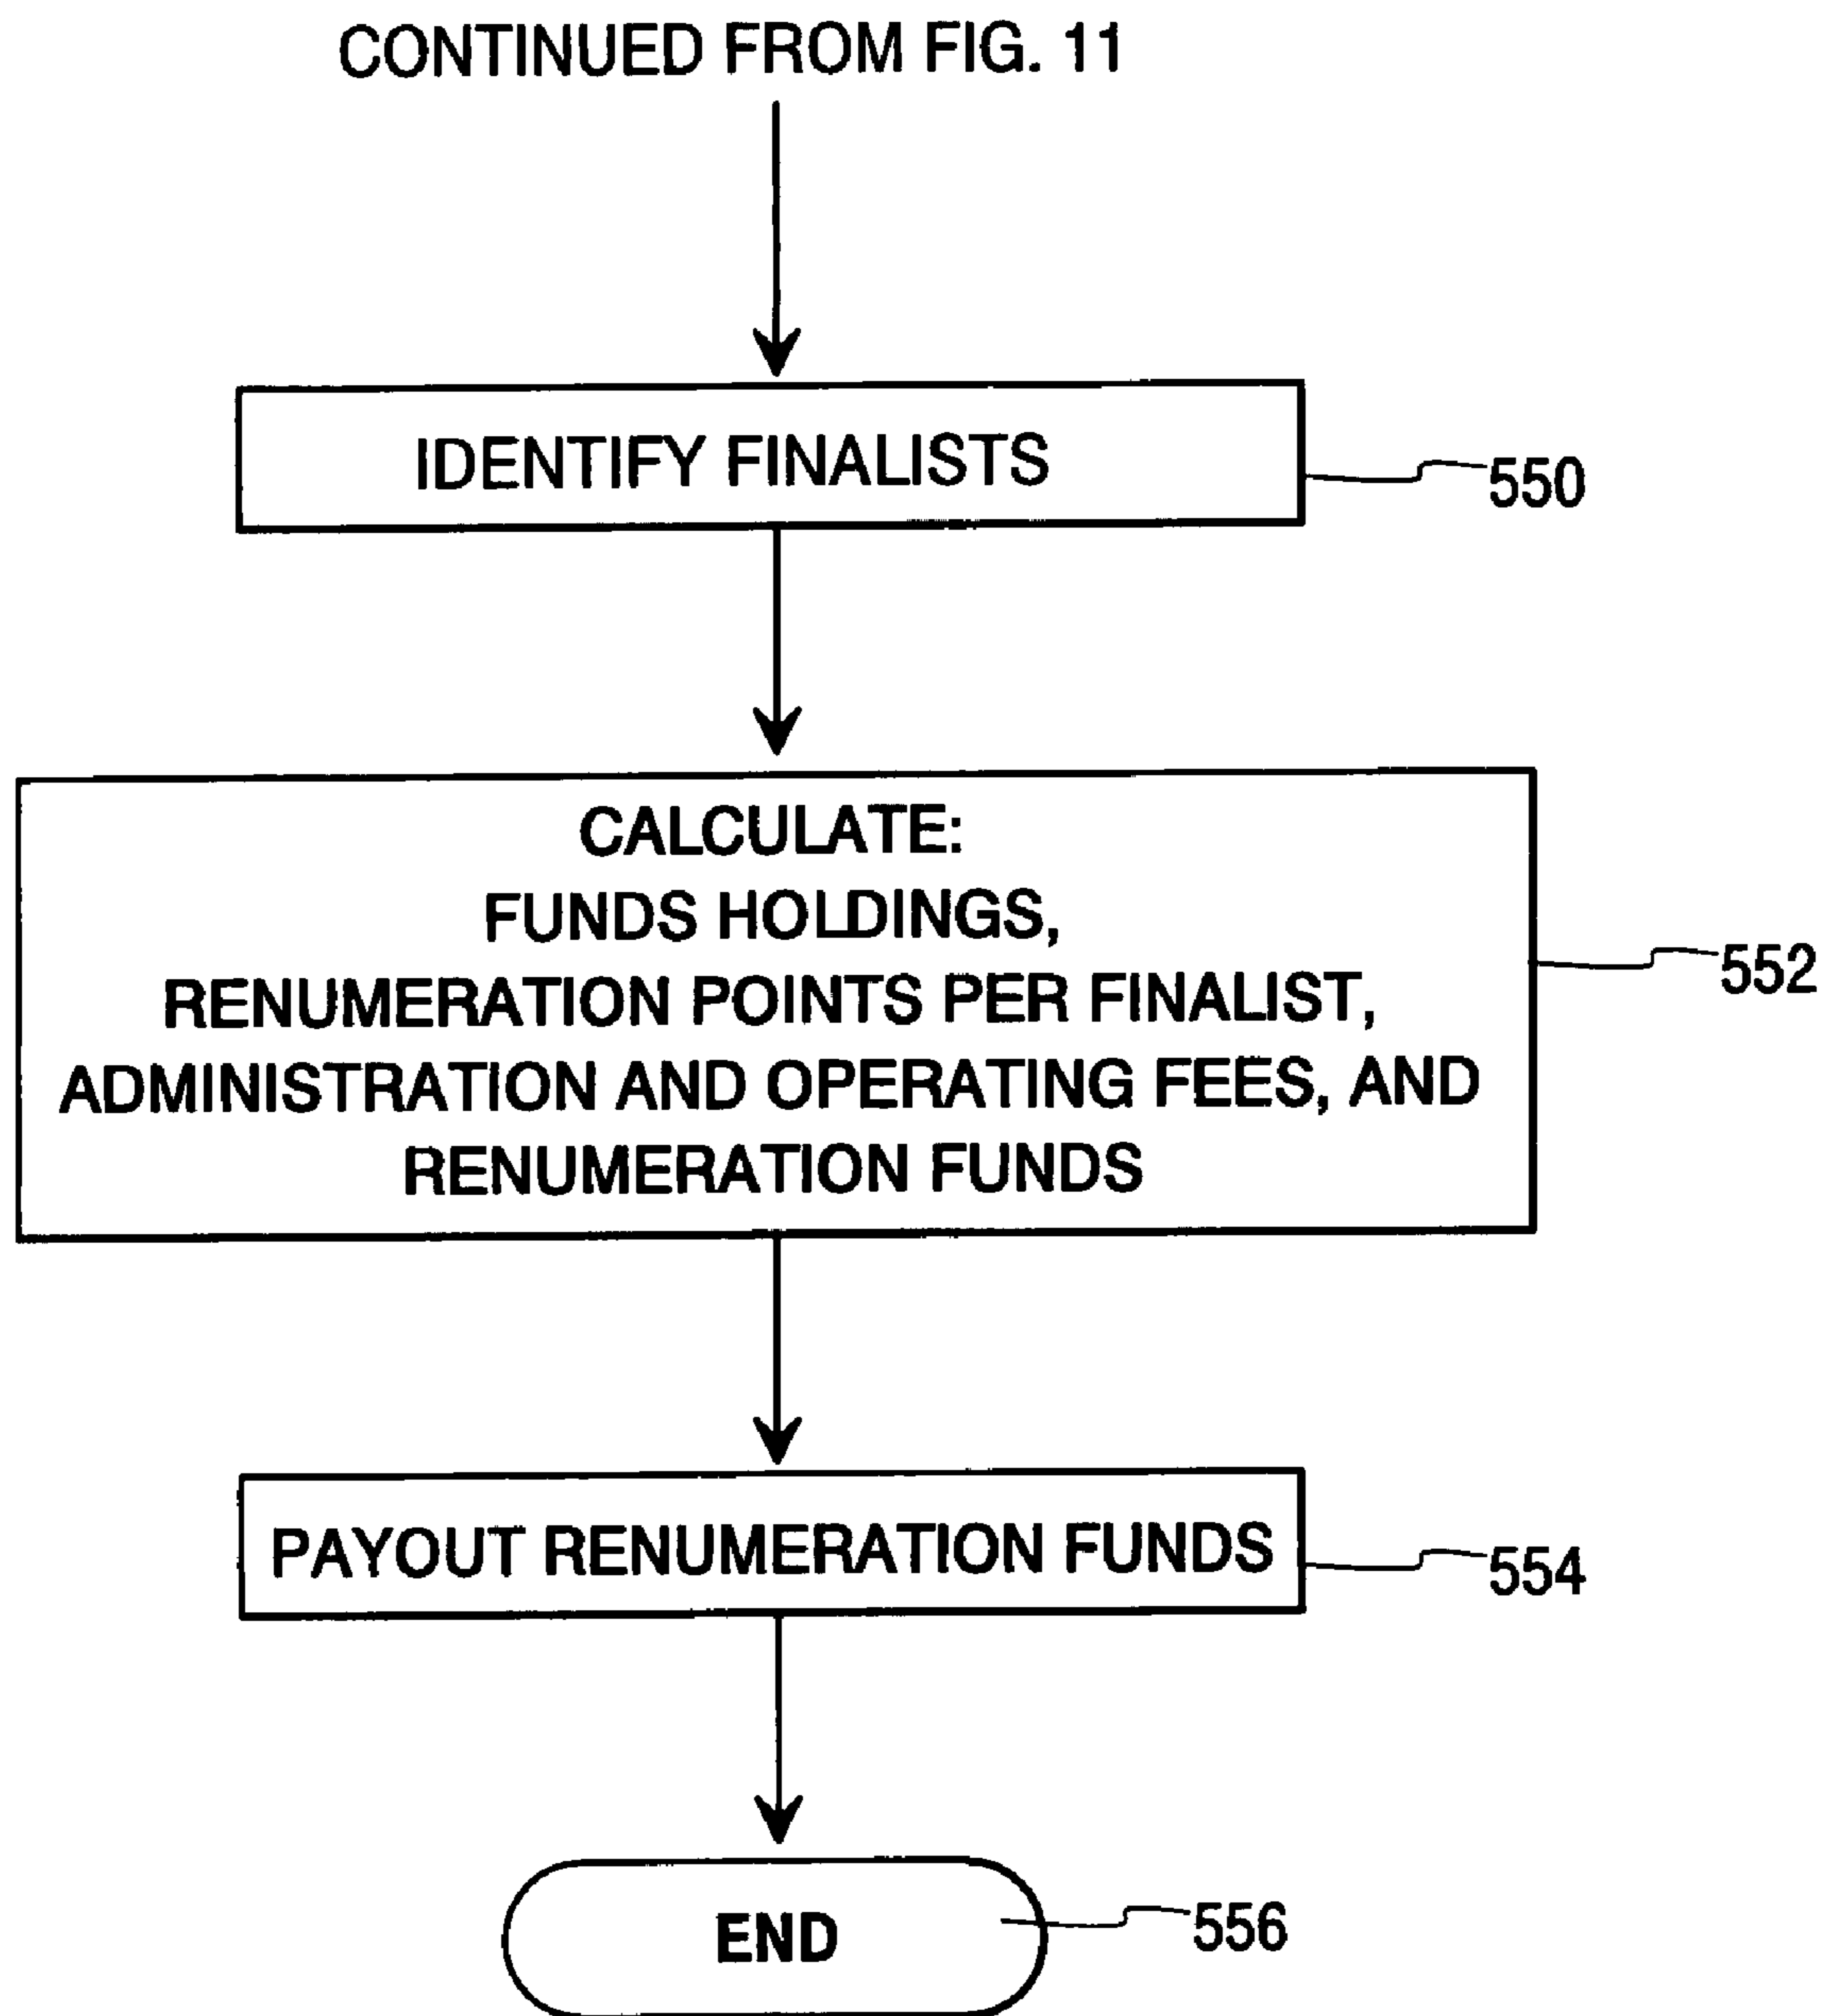 CONTINUED FROM FIG. 11
IDENTIFY FINALISTS
550
CALCULATE:
FUNDS HOLDINGS,
RENUMERATION POINTS PER FINALIST,
ADMINISTRATION AND OPERATING FEES, AND
RENUMERATION FUNDS
552
PAYOUT RENUMERATION FUNDS
554
END
556